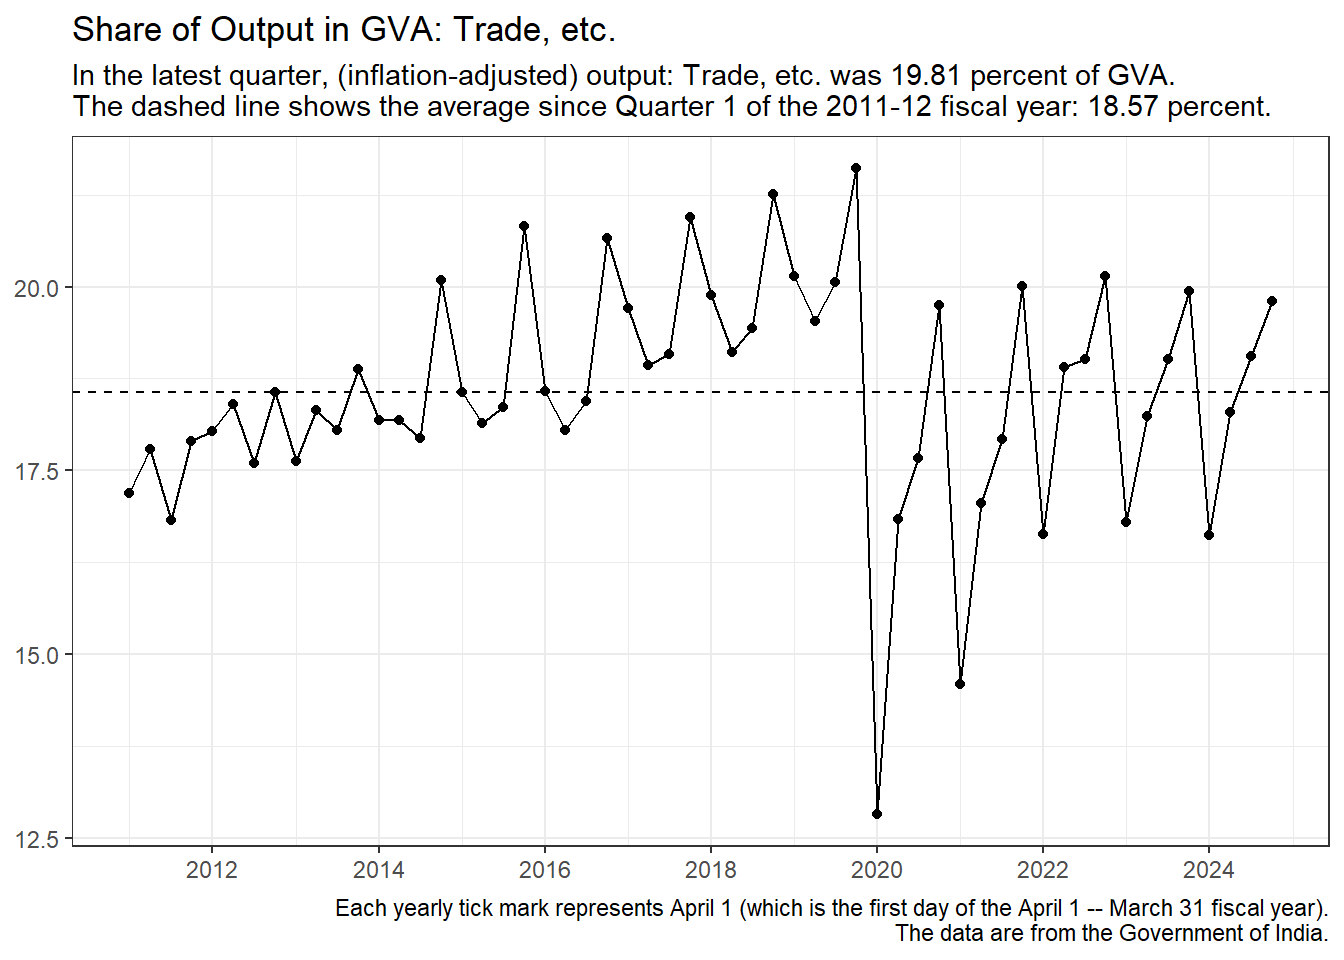 Share of Output in GVA: Trade, etc.
In the latest quarter, (inflation-adjusted) output: Trade, etc. was 19.81 percent of GVA.
The dashed line shows the average since Quarter 1 of the 2011-12 fiscal year: 18.57 percent.
20.0
17.5
15.0
12.5
2012 2014 2016 2018 2020 2022 2024
Each yearly tick mark represents April 1 (which is the first day of the April 1 -- March 31 fiscal year).
The data are from the Government of India.